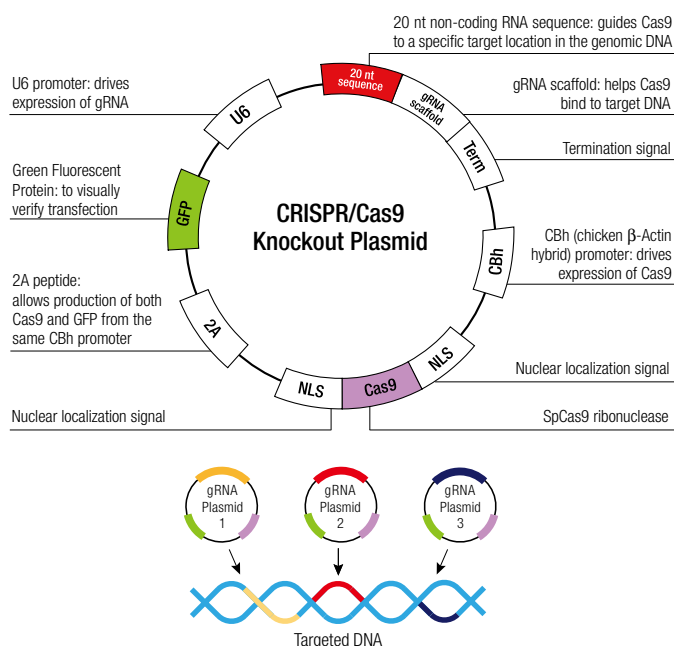 20 nt non-coding RNA sequence: guides Cas9
to a specific target location in the genomic DNA
U6 promoter: drives
expression of gRNA
gRNA scaffold: helps Cas9
bind to target DNA
Termination signal
Green Fluorescent
Protein: to visually
verify transfection
CBh (chicken β-Actin
hybrid) promoter: drives
expression of Cas9
2A peptide:
allows production of both
Cas9 and GFP from the
same CBh promoter
Nuclear localization signal
Nuclear localization signal
SpCas9 ribonuclease
20 nt
sequence
gRNA
scaffold
Term
CBh
NLS
Cas9
NLS
2A
GFP
U6
CRISPR/Cas9
Knockout Plasmid
gRNA
Plasmid
1
gRNA
Plasmid
2
gRNA
Plasmid
3
Targeted DNA